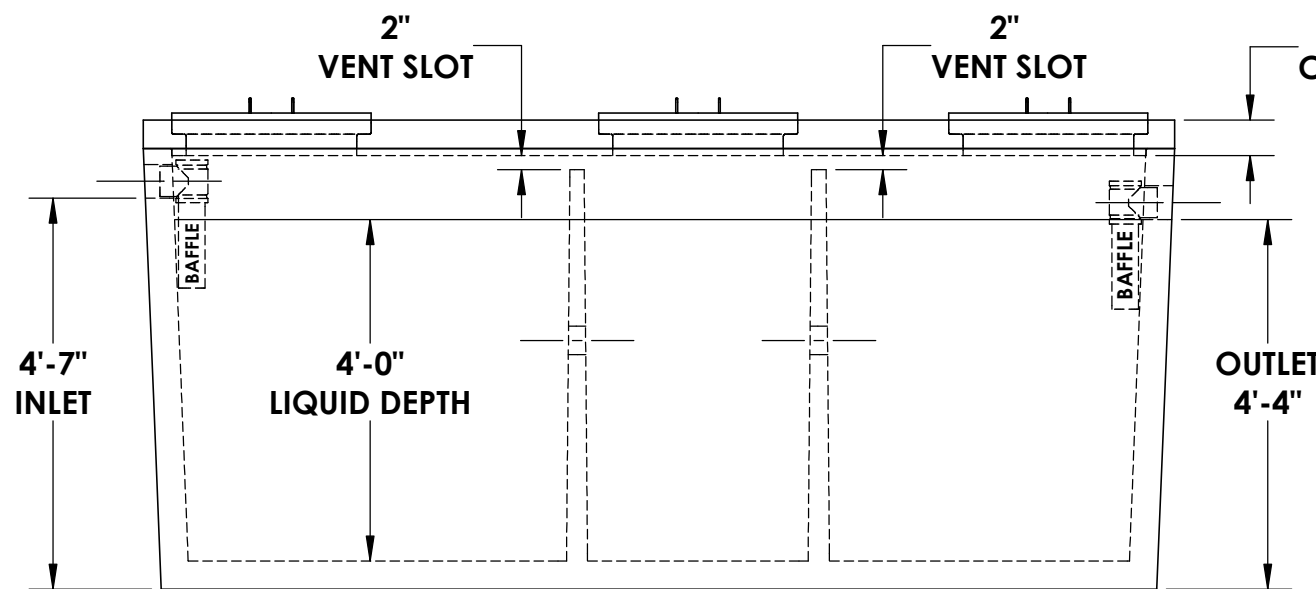 2"
VENT SLOT
2"
VENT SLOT
BAFFLE
BAFFLE
4'-7"
INLET
4'-0"
LIQUID DEPTH
OUTLET
4'-4"